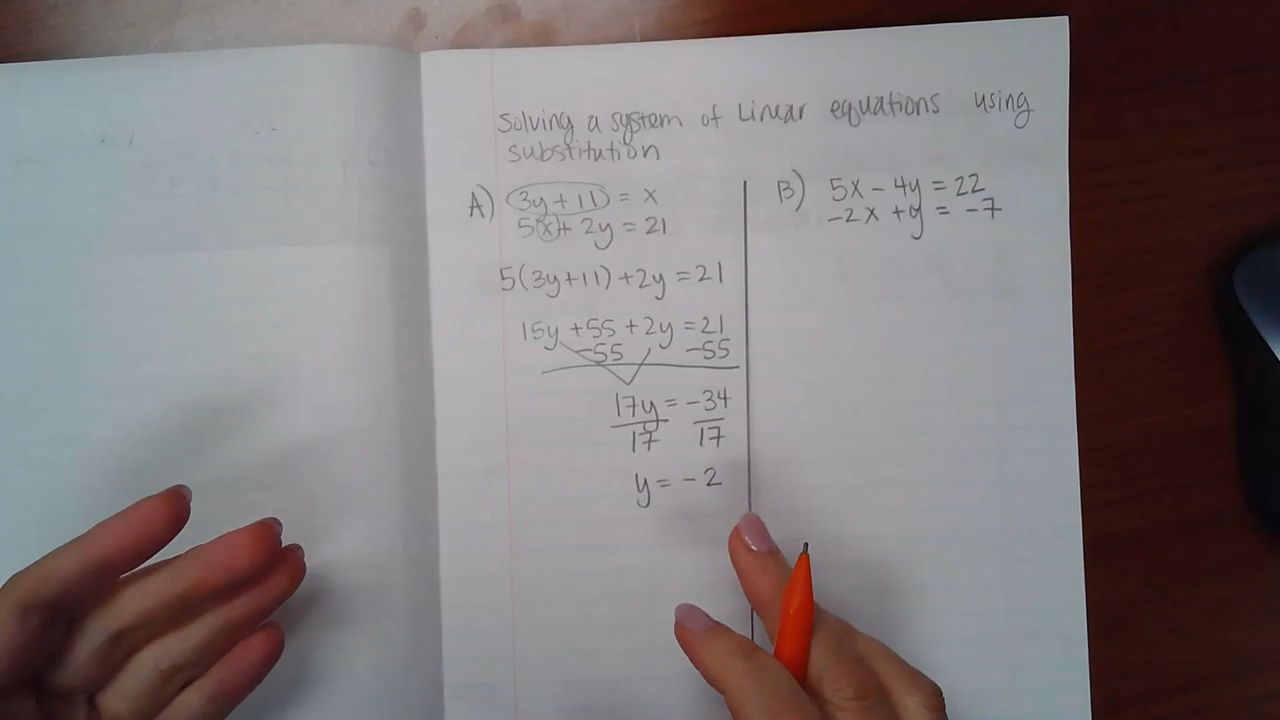 Solving a system of Linear equations using
substitution
A) 3y + 11 = x
5(x) + 2y = 21
5(3y+11) +2y = 21
15y +55 +2y = 21
-55 -55
17y = -34
17 17
y = -2
B) 5x - 4y = 22
-2x + y = -7